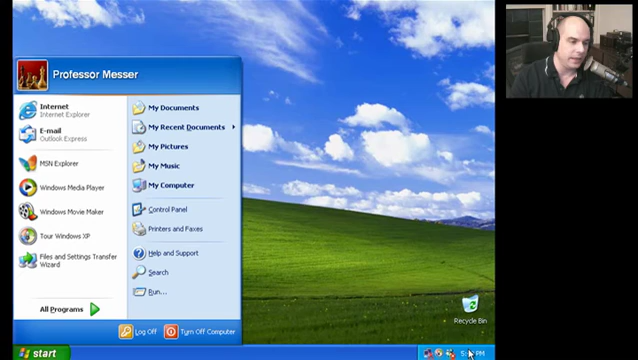 Professor Messer
Internet
Internet Explorer
E-mail
Outlook Express
MSN Explorer
Windows Media Player
Windows Movie Maker
Tour Windows XP
Files and Settings Transfer
Wizard
All Programs
My Documents
My Recent Documents
My Pictures
My Music
My Computer
Control Panel
Printers and Faxes
Help and Support
Search
Run...
Log Off
Turn Off Computer
Recycle Bin
start
PM